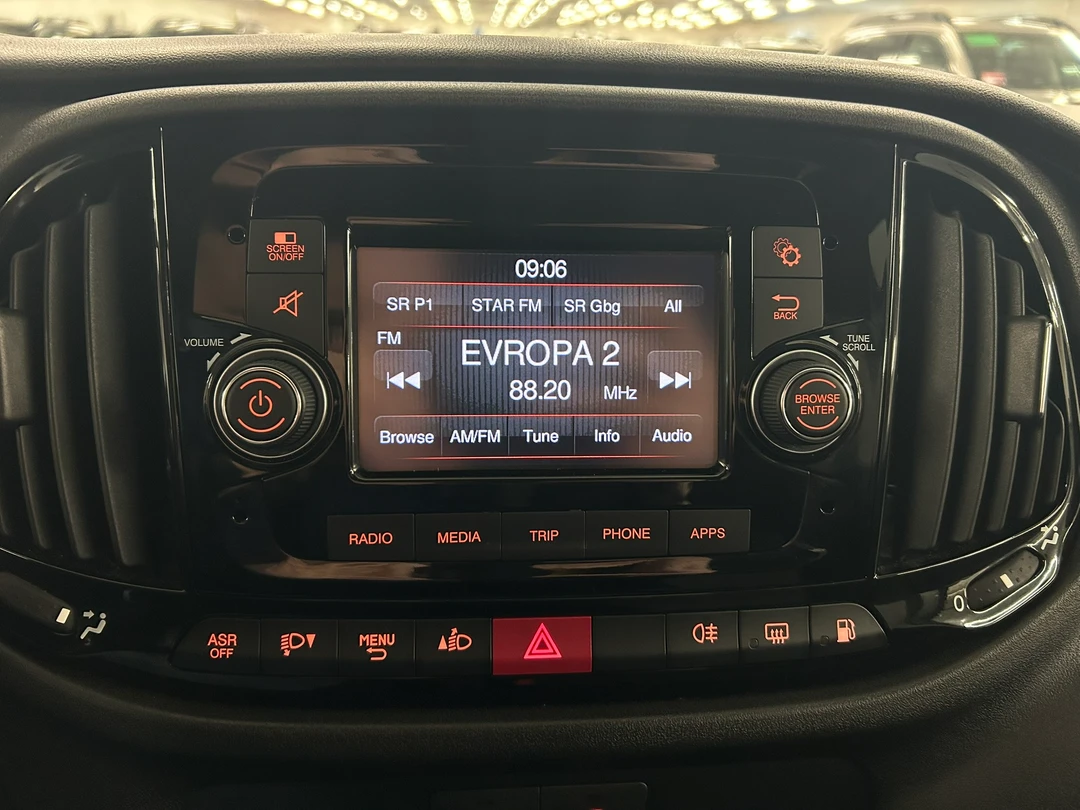 SCREEN
ON/OFF
09:06
SR P1 STAR FM SR Gbg All
FM
EVROPA 2
88.20 MHz
Browse AM/FM Tune Info Audio
BACK
VOLUME
TUNE
SCROLL
BROWSE
ENTER
RADIO MEDIA TRIP PHONE APPS
0
ASR
OFF
MENU